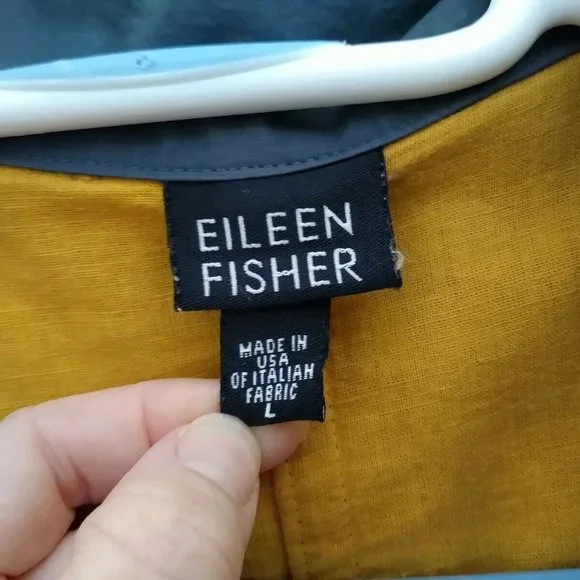 EILEEN
FISHER
MADE IN
USA
OF ITALIAN
FABRIC
L